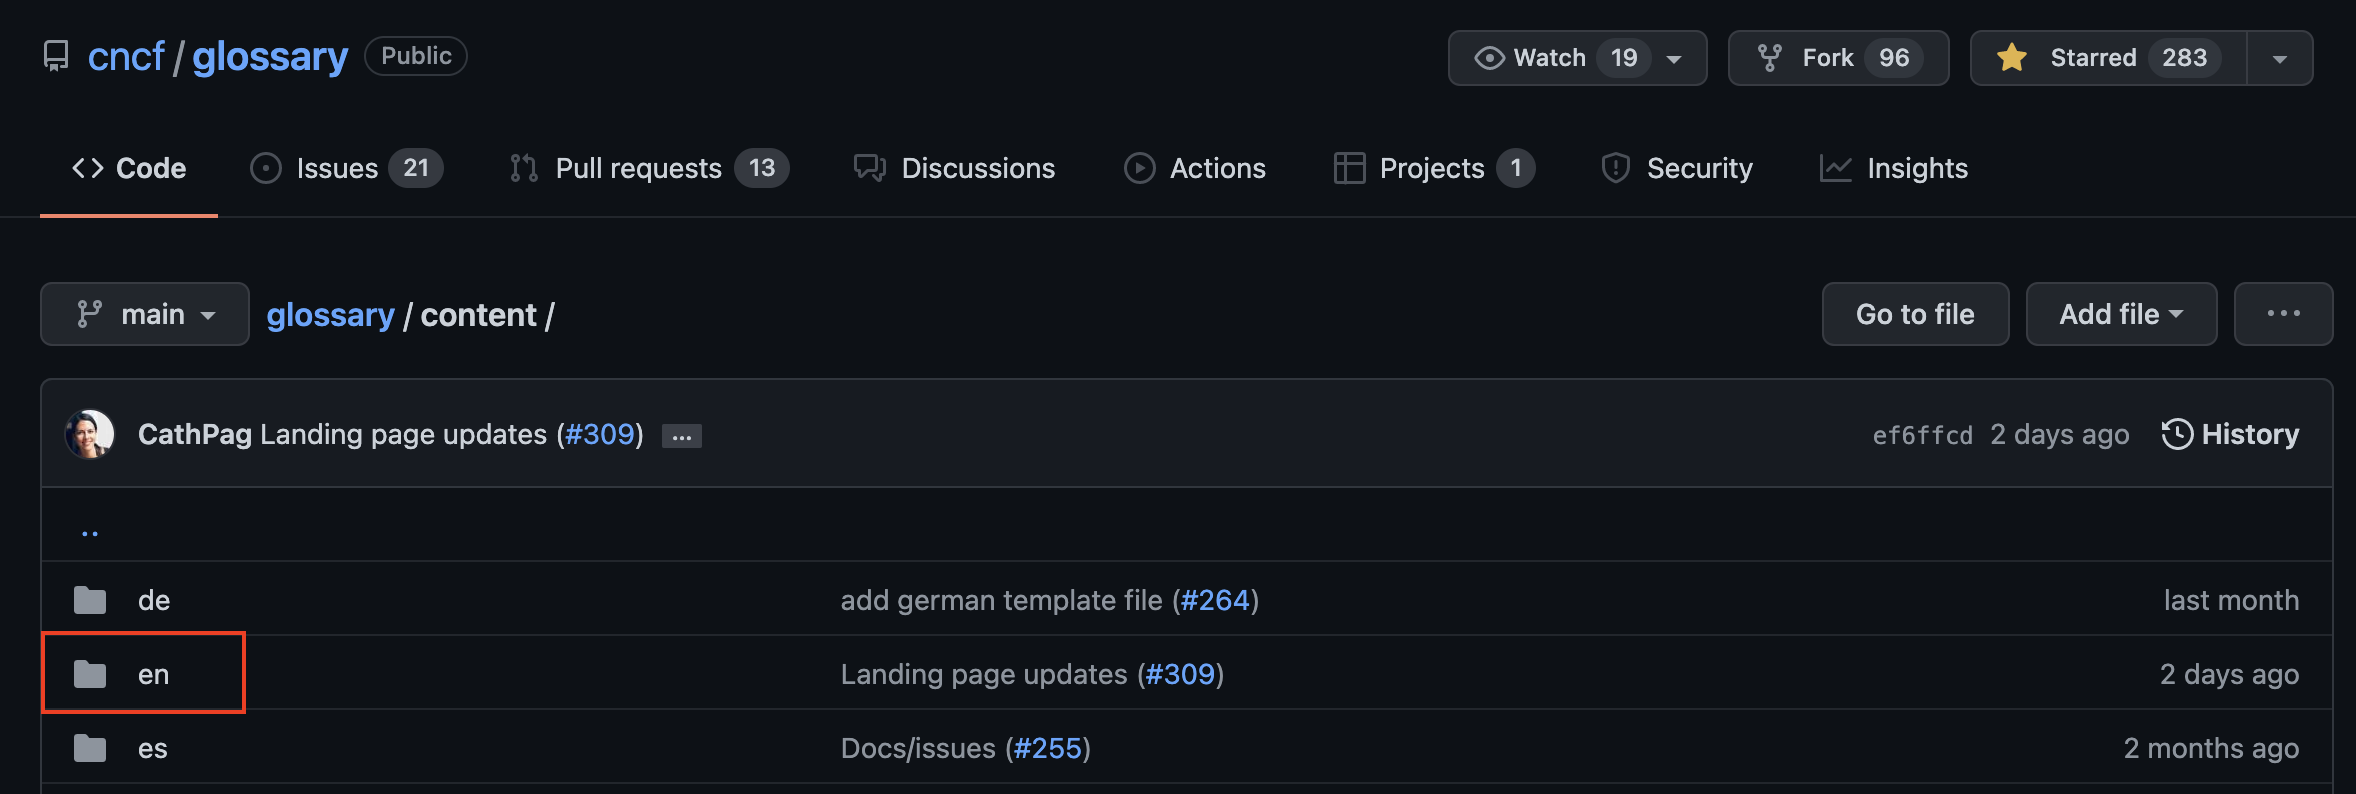 cncf / glossary Public Watch 19 Fork 96 Starred 283
Code Issues 21 Pull requests 13 Discussions Actions Projects 1 Security Insights
main glossary / content / Go to file Add file ...
CathPag Landing page updates (#309) ... ef6ffcd 2 days ago History
..
de add german template file (#264) last month
en Landing page updates (#309) 2 days ago
es Docs/issues (#255) 2 months ago